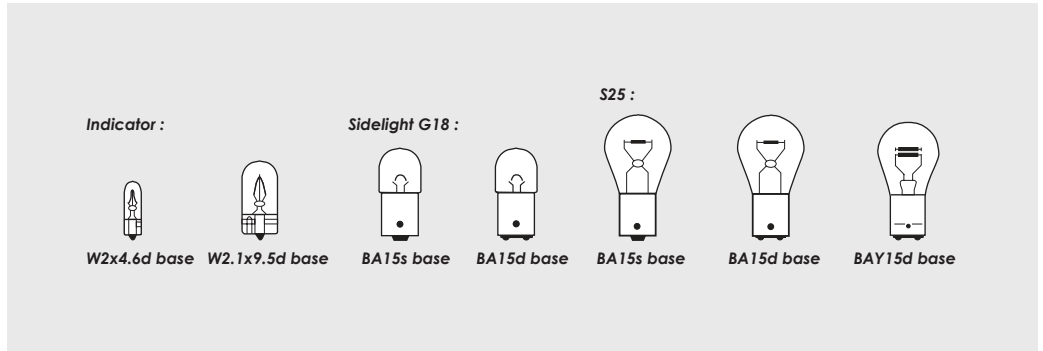 S25 :
Indicator :
Sidelight G18 :
W2x4.6d base
W2.1x9.5d base
BA15s base
BA15d base
BA15s base
BA15d base
BAY15d base